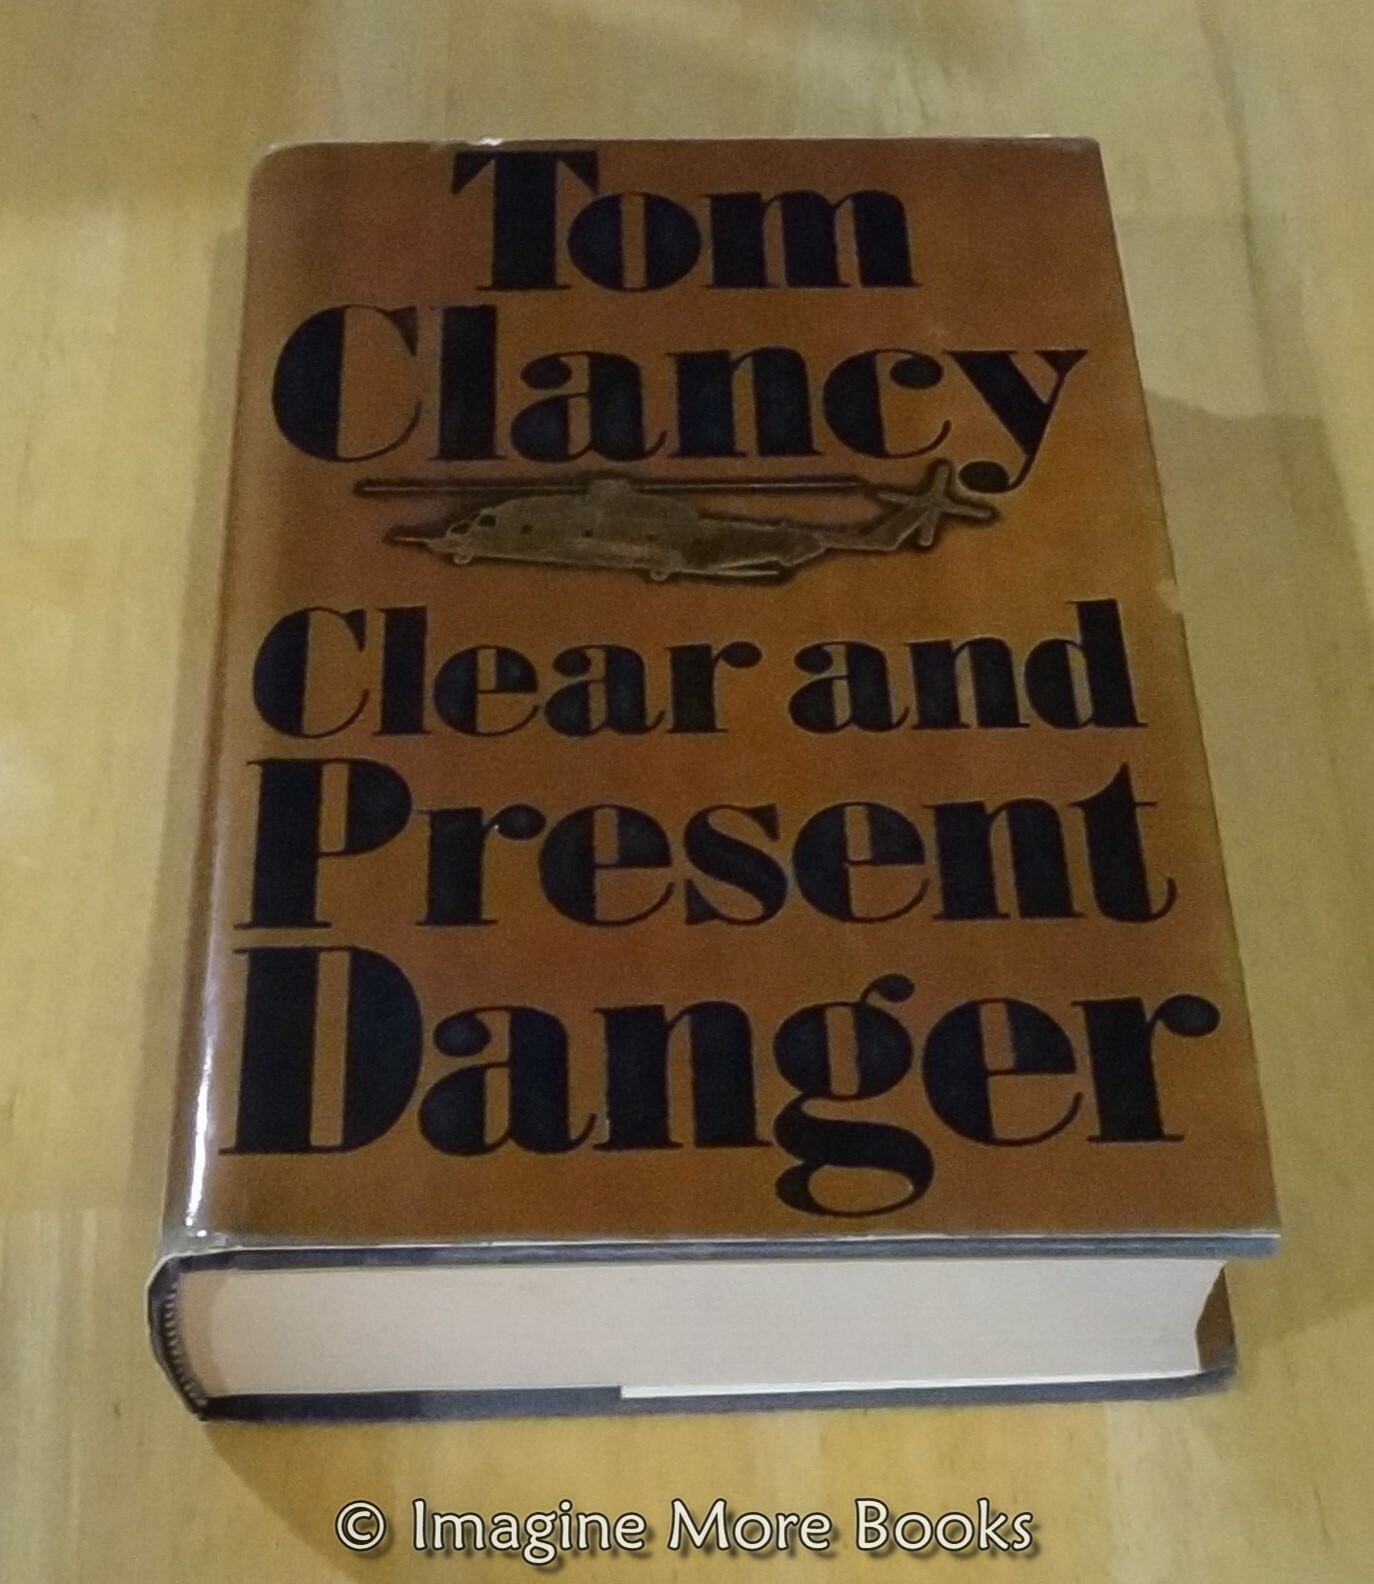 Tom
Clancy
Clear and
Present
Danger
© Imagine More Books